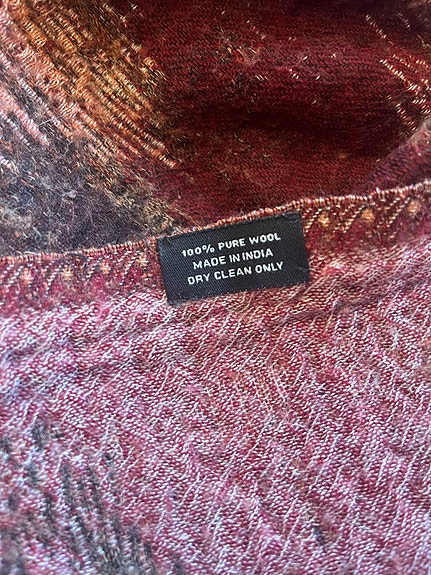 100% PURE WOOL
MADE IN INDIA
DRY CLEAN ONLY